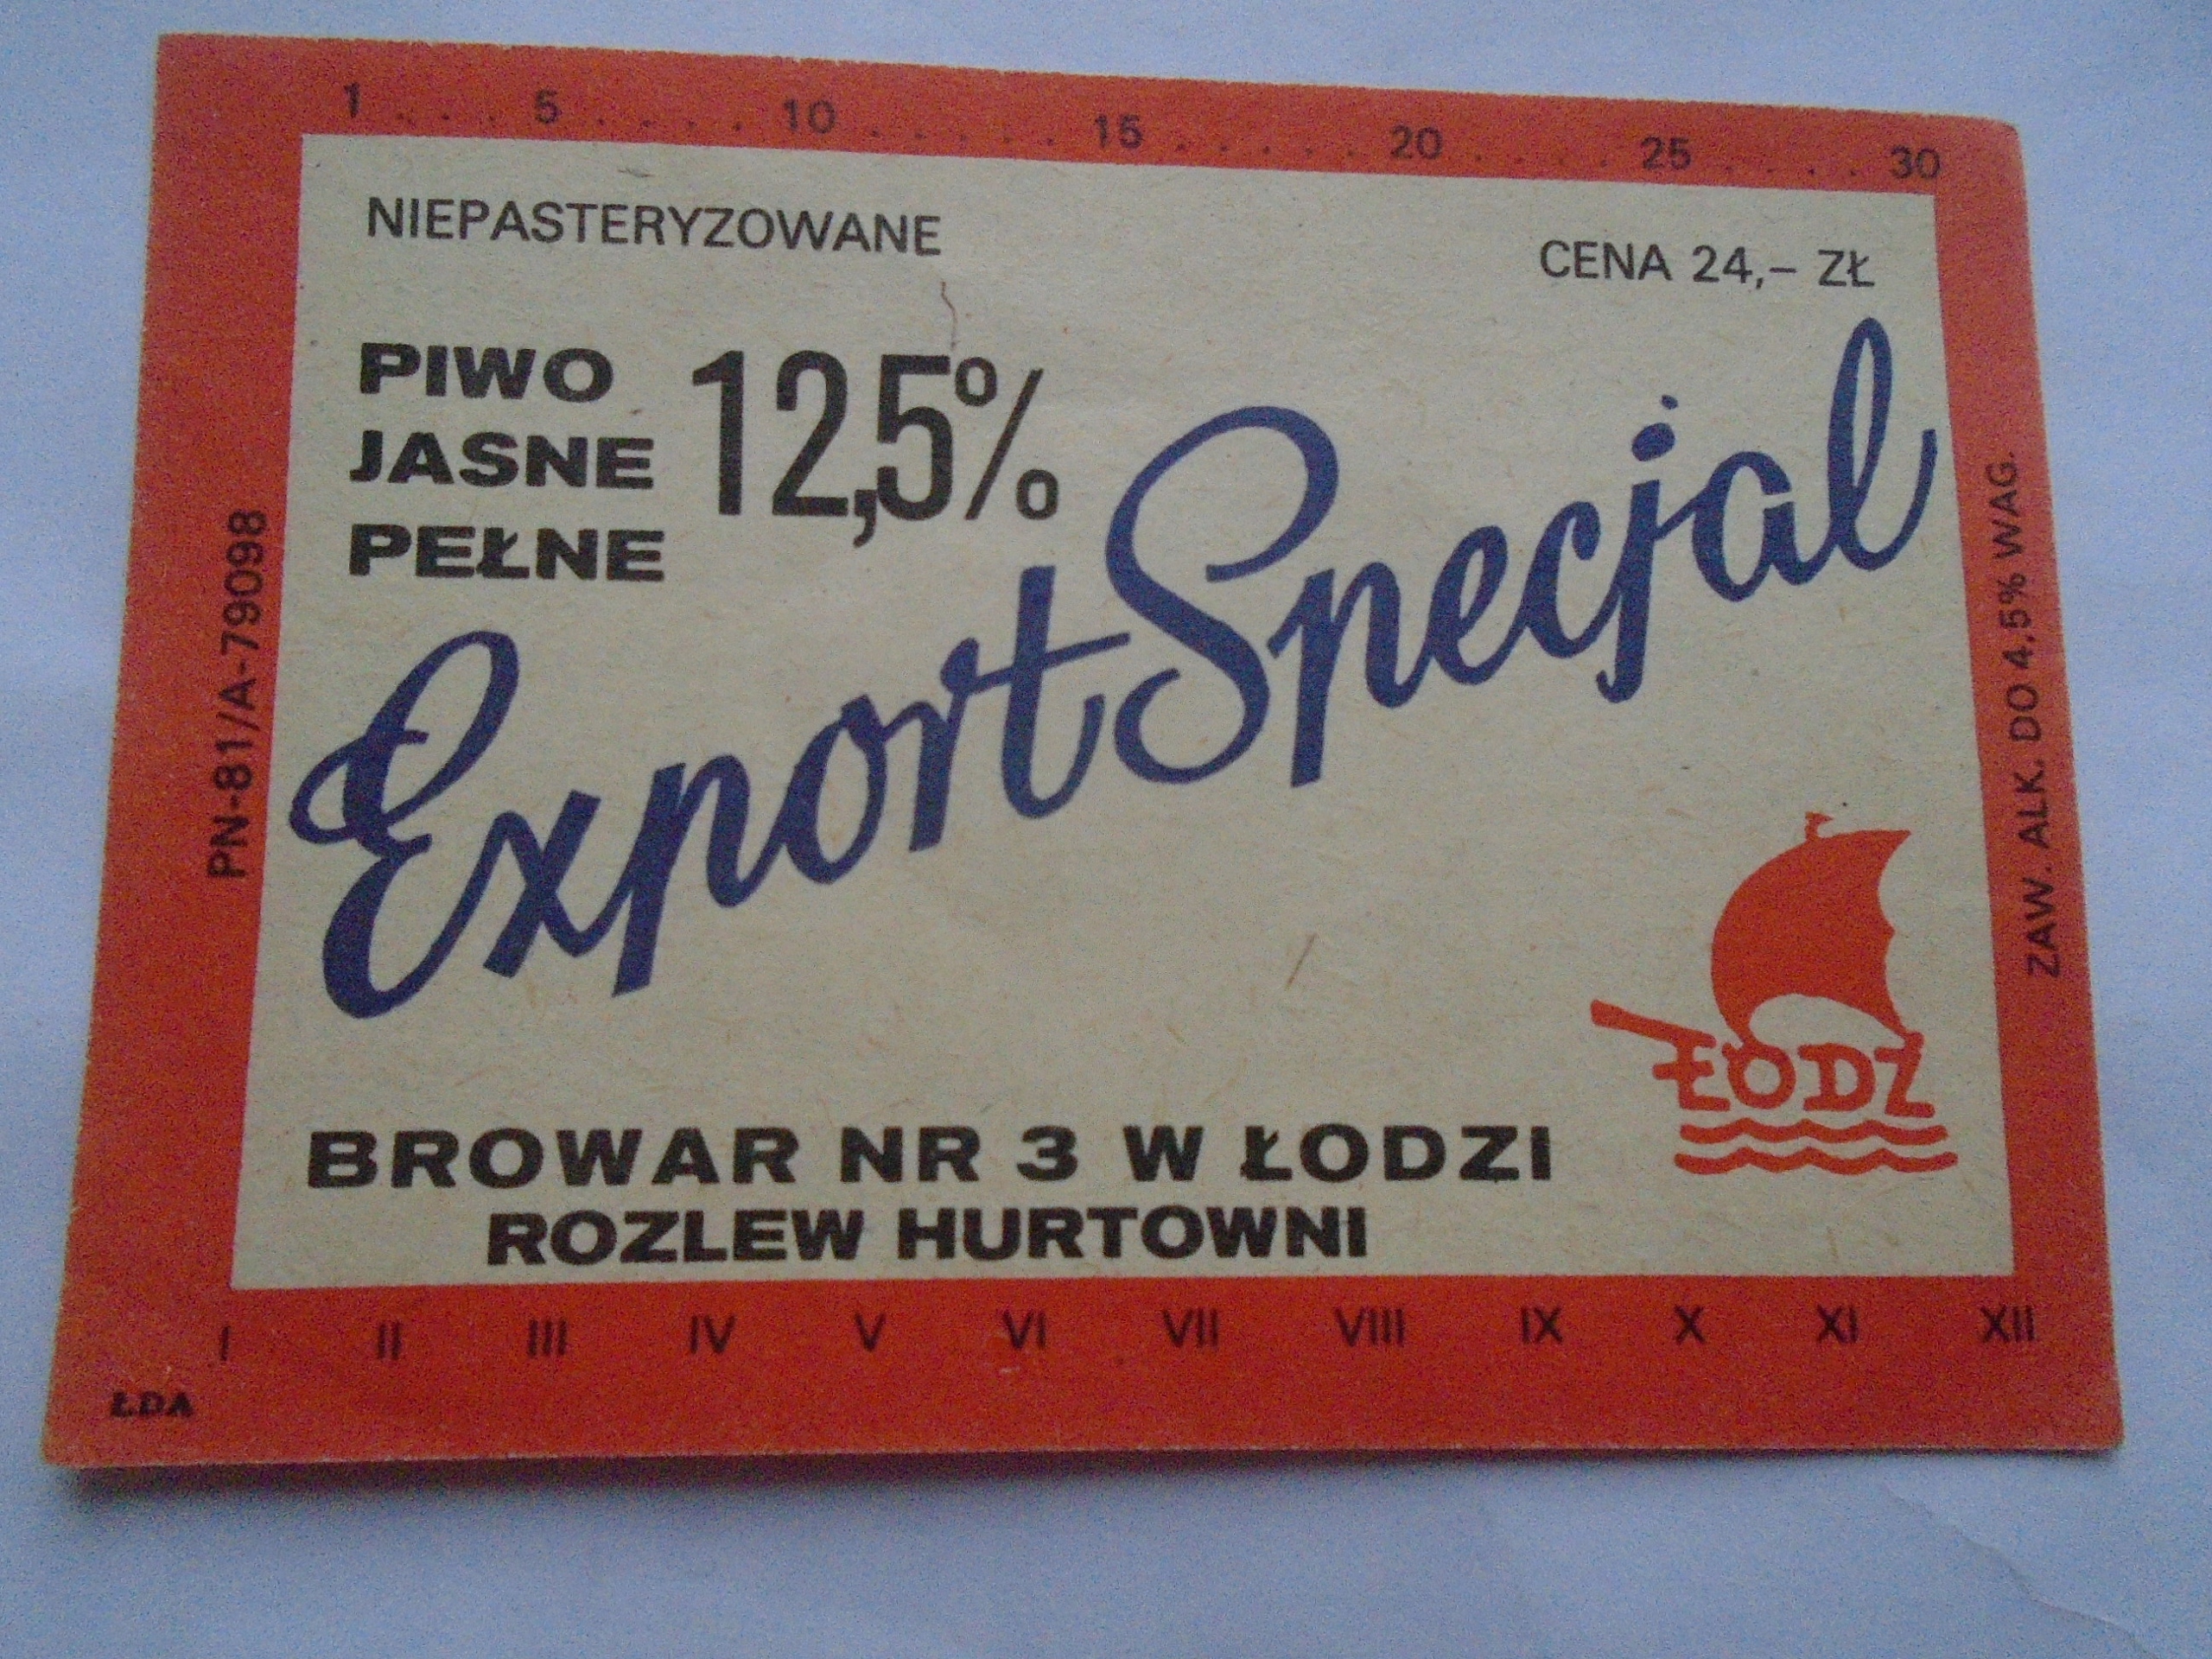 1 . . . 5 . . . . 10 . . . . . 15 . . . . . 20 . . . . 25 . . . . 30
NIEPASTERYZOWANE
CENA 24,– ZŁ
PIWO
JASNE
PEŁNE
12,5%
Export Specjal
PN-81/A-79098
ZAW. ALK. DO 4,5% WAG.
ŁÓDŹ
BROWAR NR 3 W ŁODZI
ROZLEW HURTOWNI
I II III IV V VI VII VIII IX X XI XII
ŁDA